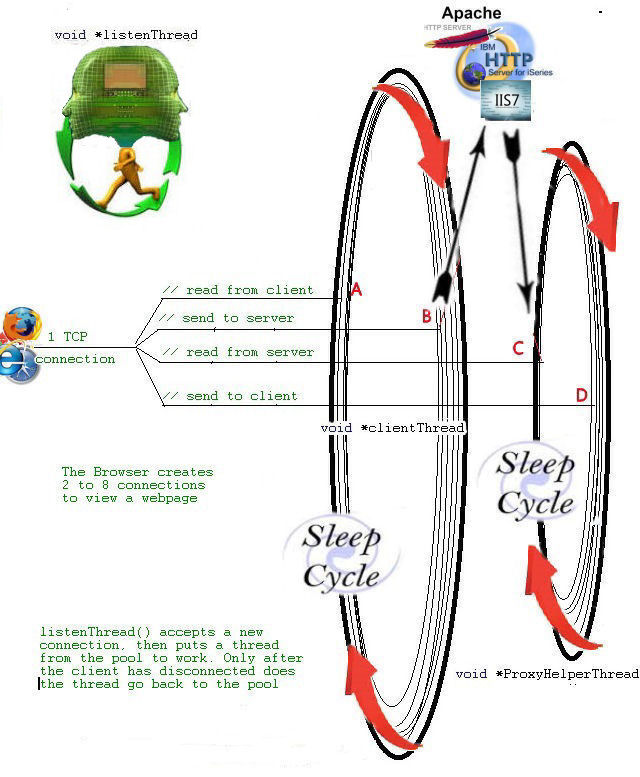 Apache
HTTP SERVER
IBM
HTTP
Server for iSeries
IIS7
void *listenThread
// read from client
A
// send to server
B
1 TCP
connection
// read from server
C
// send to client
D
void *clientThread
The Browser creates
2 to 8 connections
to view a webpage
Sleep
Cycle
Sleep
Cycle
listenThread() accepts a new
connection, then puts a thread
from the pool to work. Only after
the client has disconnected does
the thread go back to the pool
void *ProxyHelperThread